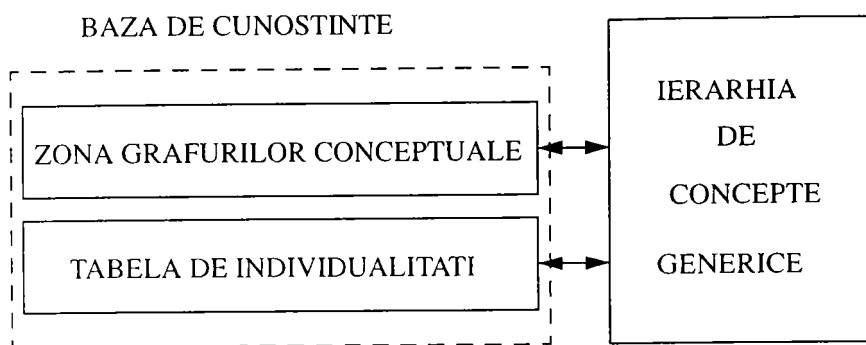 BAZA DE CUNOSTINTE
ZONA GRAFURILOR CONCEPTUALE
TABELA DE INDIVIDUALITATI
IERARHIA
DE
CONCEPTE
GENERICE